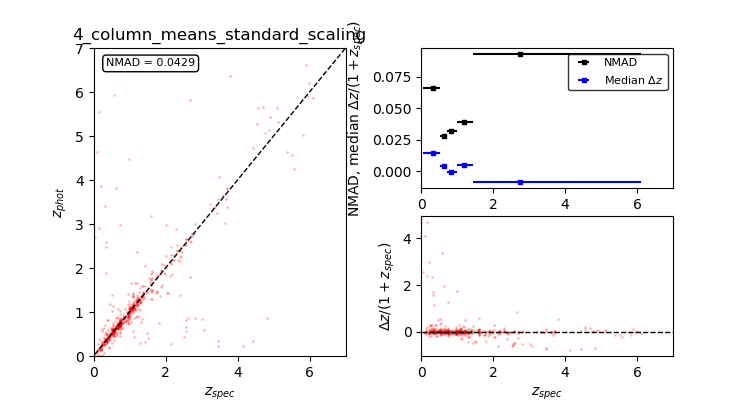 4_column_means_standard_scaling
NMAD = 0.0429
z_phot
7
6
5
4
3
2
1
0
0 2 4 6
z_spec
NMAD, median Δz/(1 + z_spec)
0.075
0.050
0.025
0.000
NMAD
Median Δz
0 2 4 6
Δz/(1 + z_spec)
4
2
0
0 2 4 6
z_spec